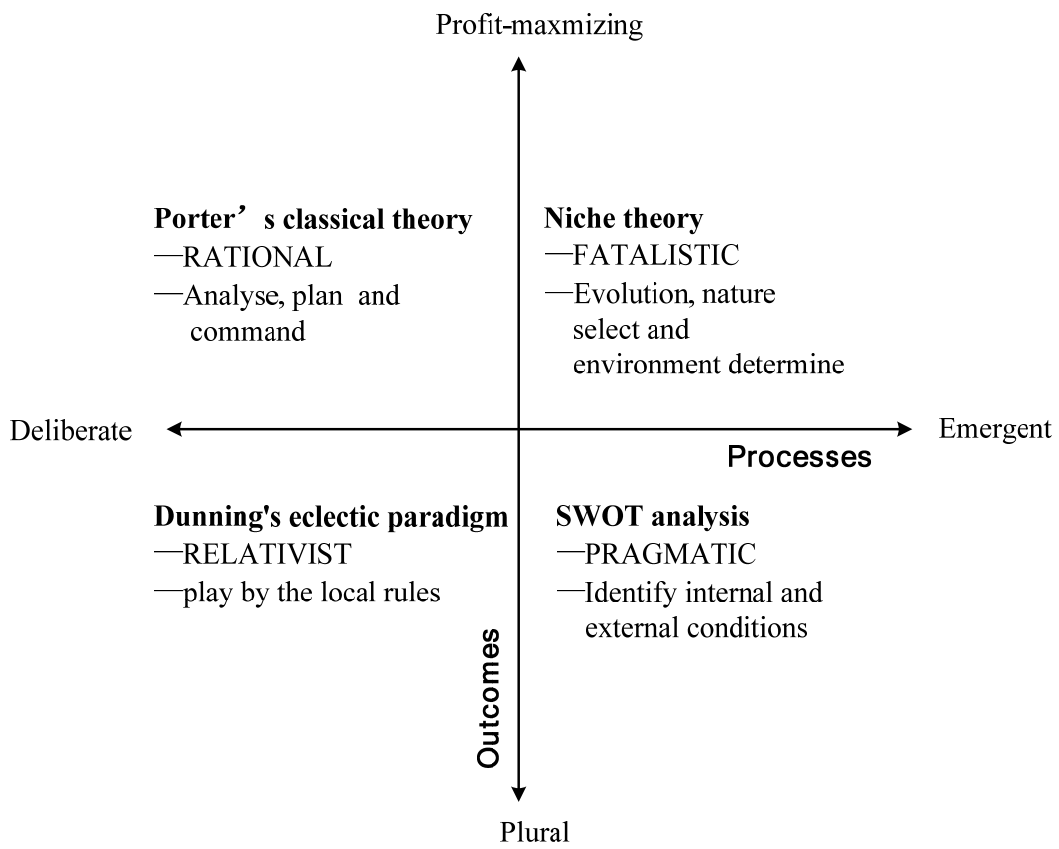 Profit-maxmizing
Porter’s classical theory
—RATIONAL
—Analyse, plan and
command
Niche theory
—FATALISTIC
—Evolution, nature
select and
environment determine
Deliberate
Emergent
Processes
Dunning's eclectic paradigm
—RELATIVIST
—play by the local rules
SWOT analysis
—PRAGMATIC
—Identify internal and
external conditions
Outcomes
Plural